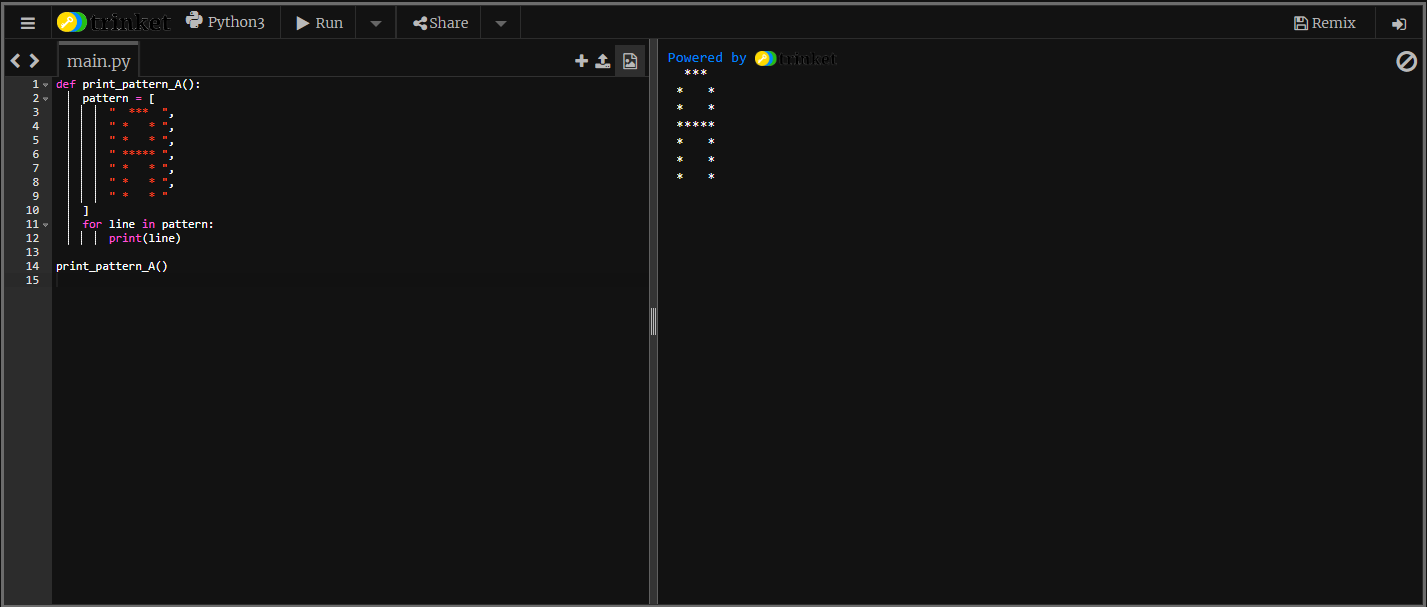 trinket Python3 Run Share Remix
main.py
1 def print_pattern_A():
2     pattern = [
3         "  ***  ",
4         " *   * ",
5         " *   * ",
6         " ***** ",
7         " *   * ",
8         " *   * ",
9         " *   * "
10     ]
11     for line in pattern:
12         print(line)
13
14 print_pattern_A()
15
Powered by trinket
  ***
 *   *
 *   *
 *****
 *   *
 *   *
 *   *